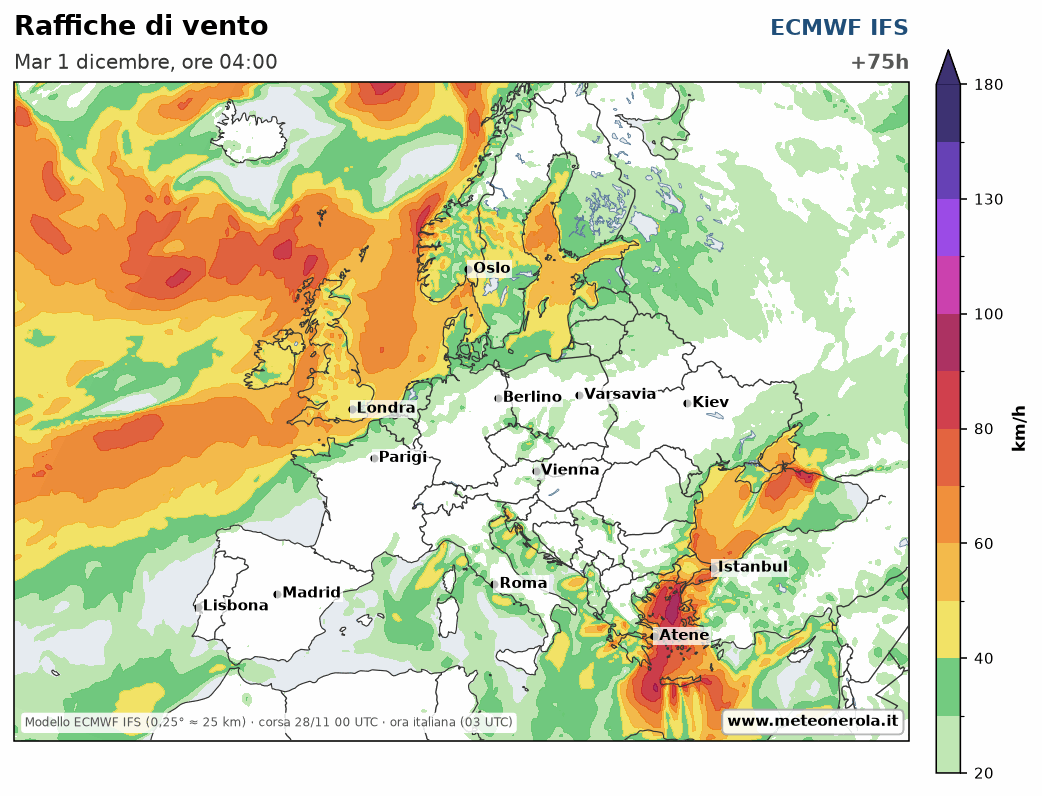 Raffiche di vento
ECMWF IFS
Mar 1 dicembre, ore 04:00
+75h
180
130
100
80
60
40
20
km/h
Oslo
Londra
Berlino
Varsavia
Kiev
Parigi
Vienna
Istanbul
Roma
Madrid
Lisbona
Atene
Modello ECMWF IFS (0,25° ≈ 25 km) · corsa 28/11 00 UTC · ora italiana (03 UTC)
www.meteonerola.it